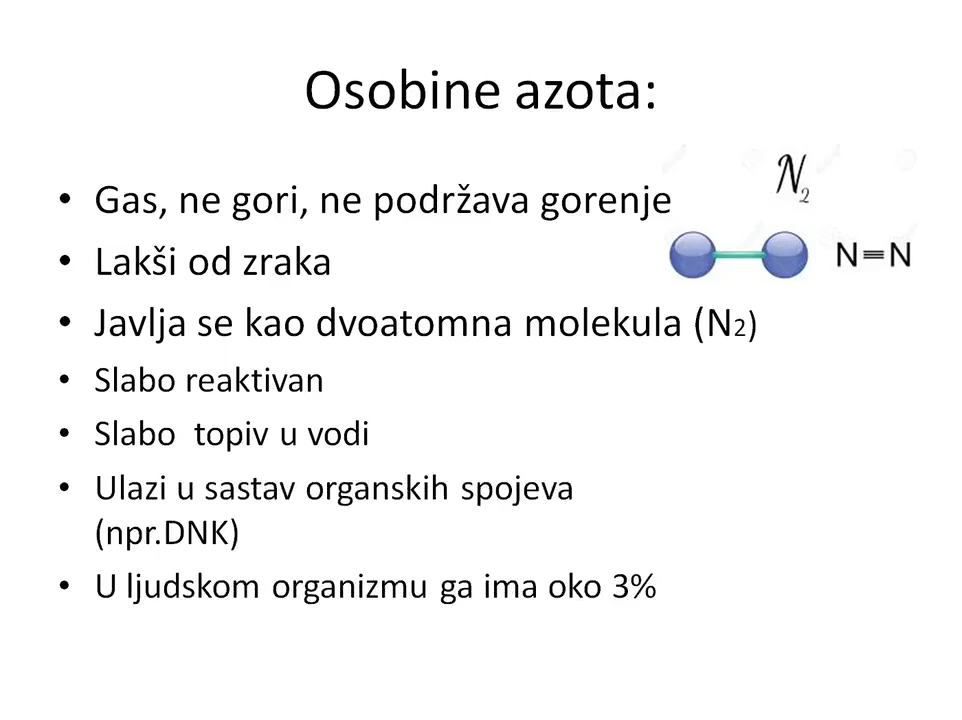 Osobine azota:
N₂
• Gas, ne gori, ne podržava gorenje
N≡N
• Lakši od zraka
• Javlja se kao dvoatomna molekula (N₂)
• Slabo reaktivan
• Slabo topiv u vodi
• Ulazi u sastav organskih spojeva
(npr.DNK)
• U ljudskom organizmu ga ima oko 3%